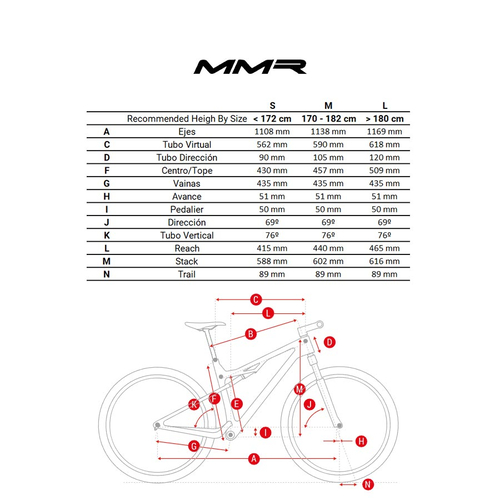 MMR
S M L
Recommended Heigh By Size < 172 cm 170 - 182 cm > 180 cm
A Ejes 1108 mm 1138 mm 1169 mm
C Tubo Virtual 562 mm 590 mm 618 mm
D Tubo Dirección 90 mm 105 mm 120 mm
F Centro/Tope 430 mm 457 mm 509 mm
G Vainas 435 mm 435 mm 435 mm
H Avance 51 mm 51 mm 51 mm
I Pedalier 50 mm 50 mm 50 mm
J Dirección 69º 69º 69º
K Tubo Vertical 76º 76º 76º
L Reach 415 mm 440 mm 465 mm
M Stack 588 mm 602 mm 616 mm
N Trail 89 mm 89 mm 89 mm
C
L
B
D
M
F
K
E
J
I
H
G
A
N